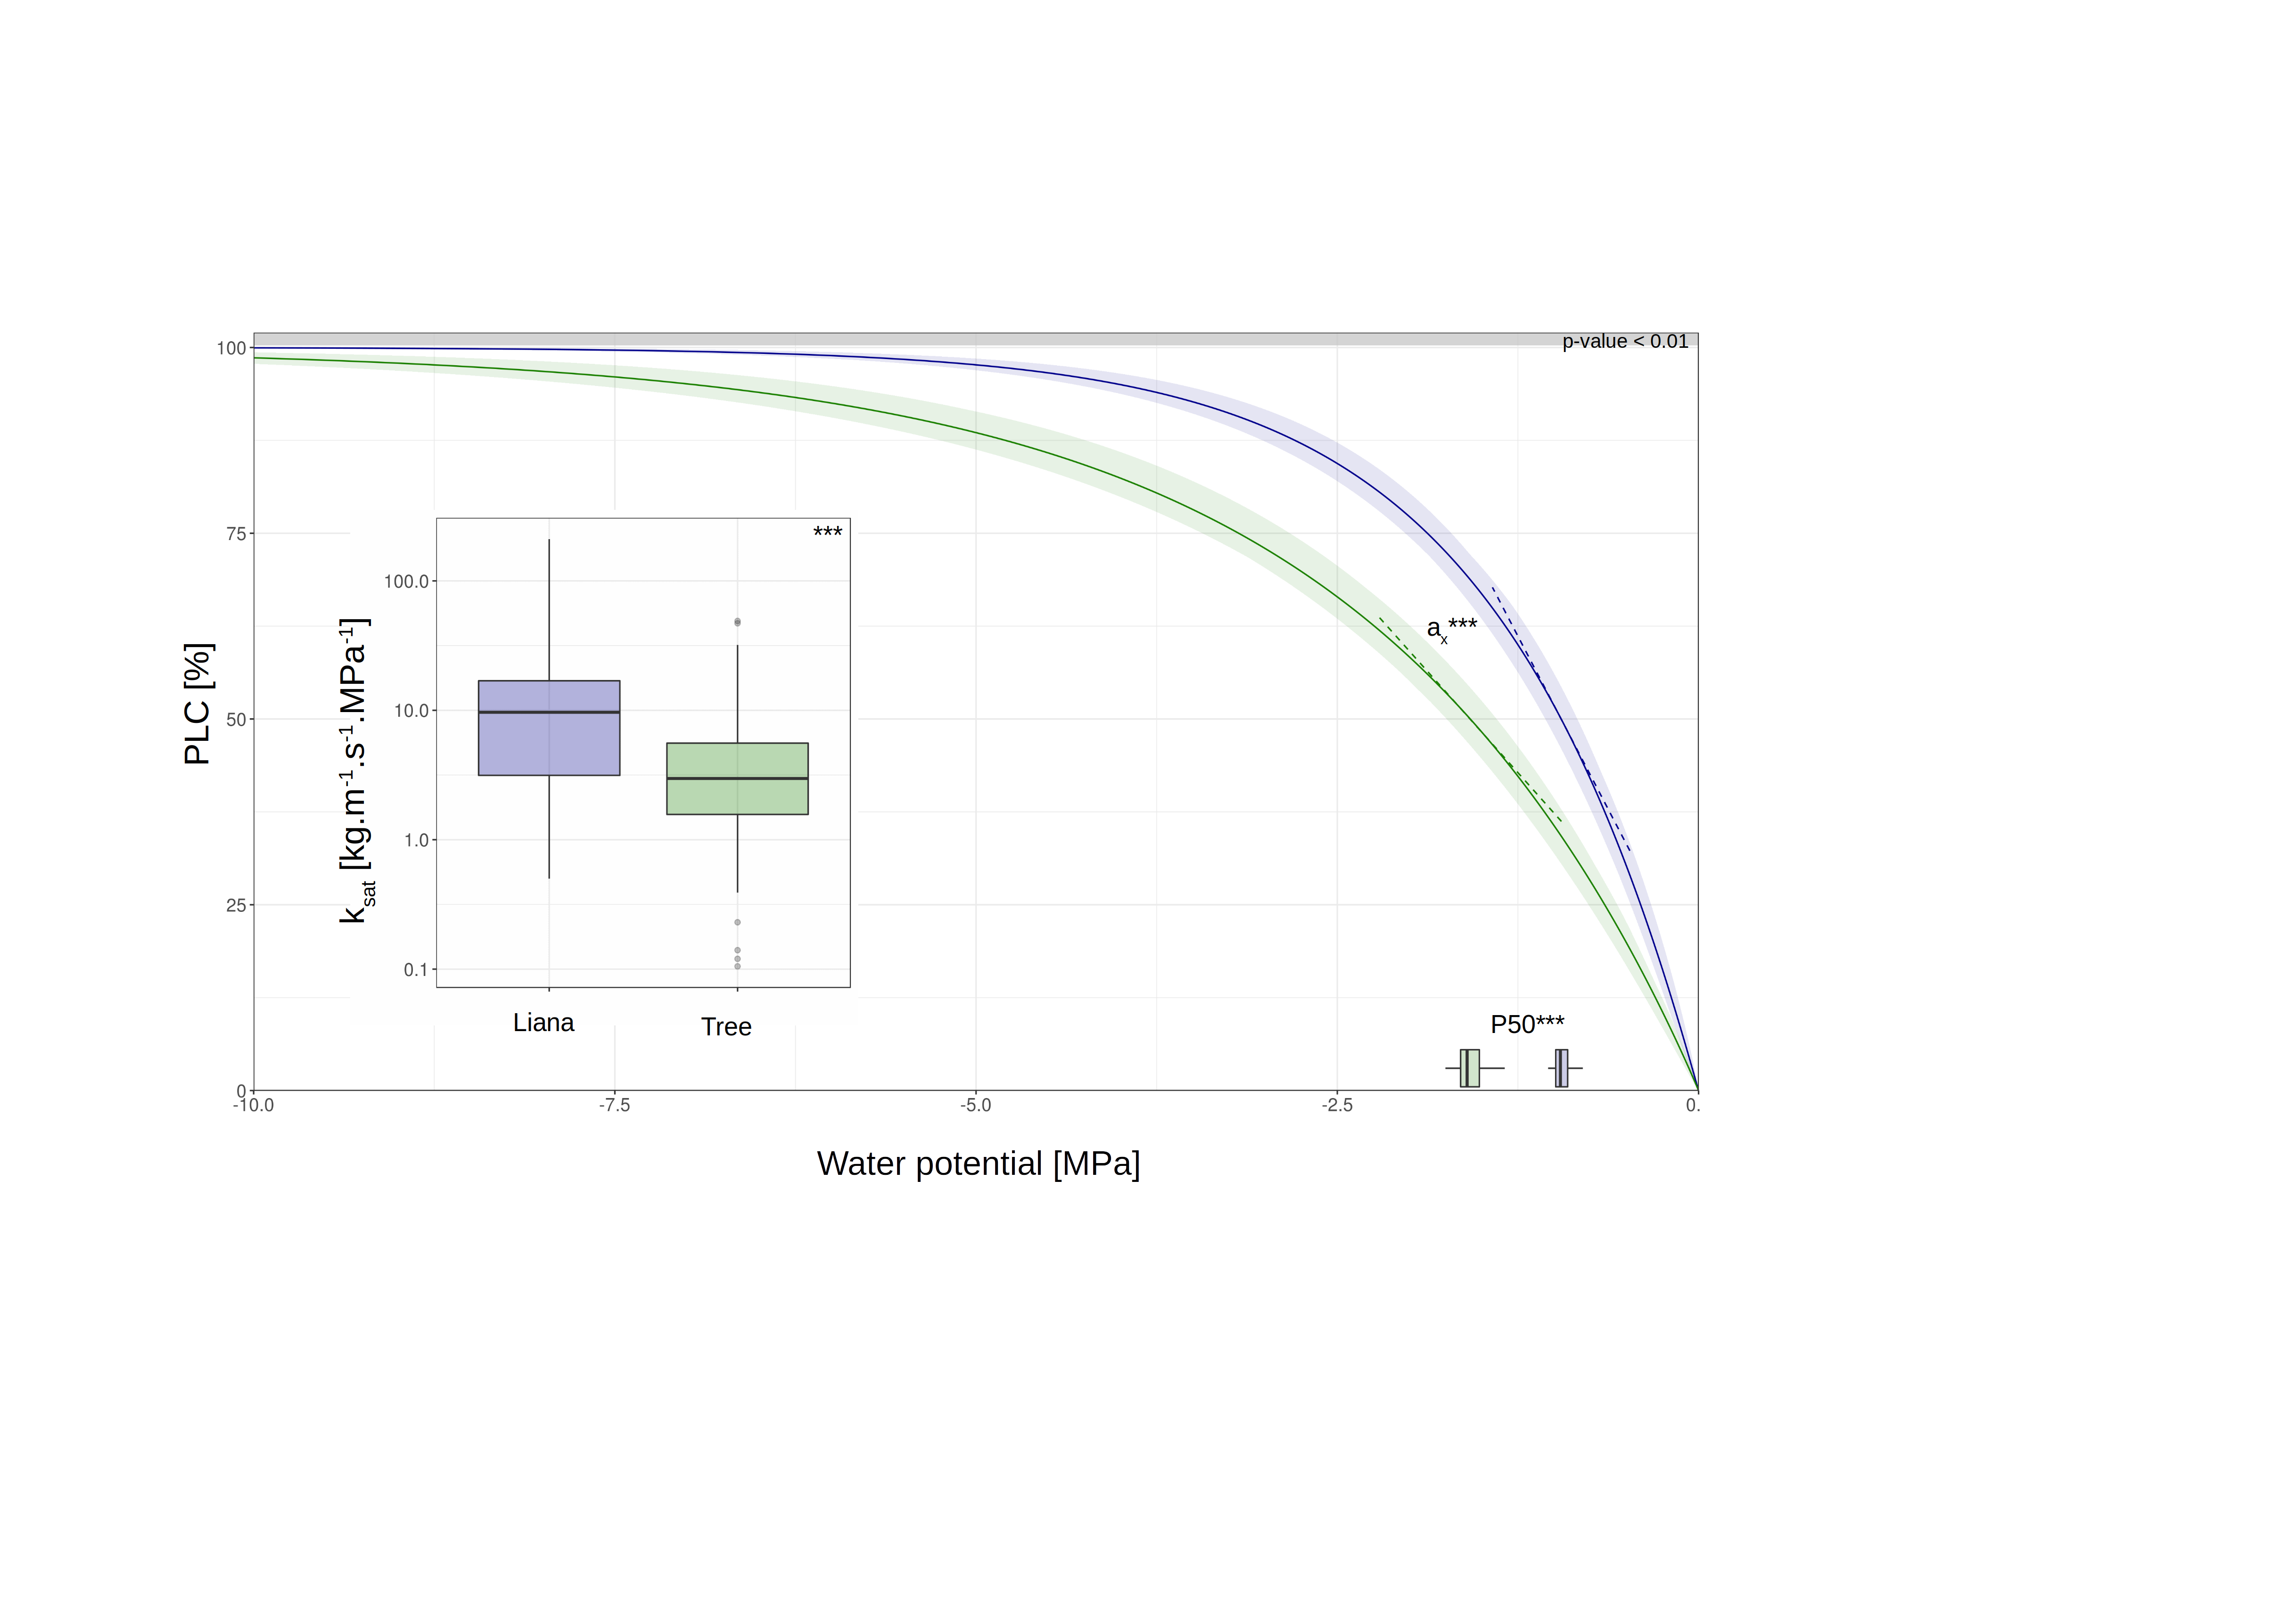 p-value < 0.01
100
75
50
25
0
PLC [%]
-10.0
-7.5
-5.0
-2.5
0.
Water potential [MPa]
ax***
P50***
***
100.0
10.0
1.0
0.1
ksat [kg.m-1.s-1.MPa-1]
Liana
Tree